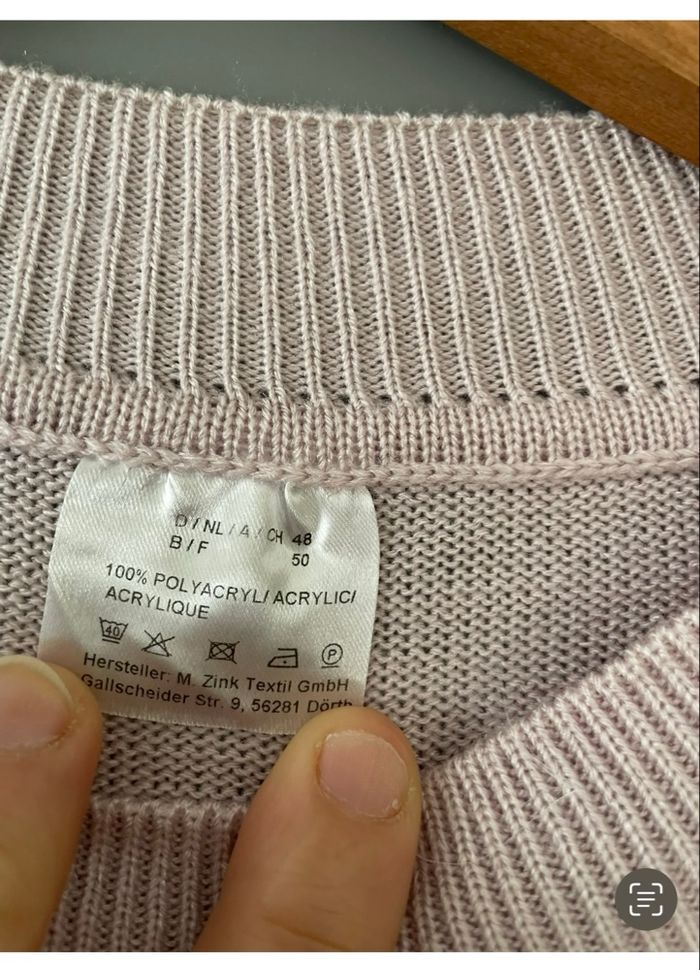 D / NL / A / CH 48
B / F 50
100% POLYACRYL/ ACRYLIC/
ACRYLIQUE
40 P
Hersteller: M. Zink Textil GmbH
Gallscheider Str. 9, 56281 Dörth